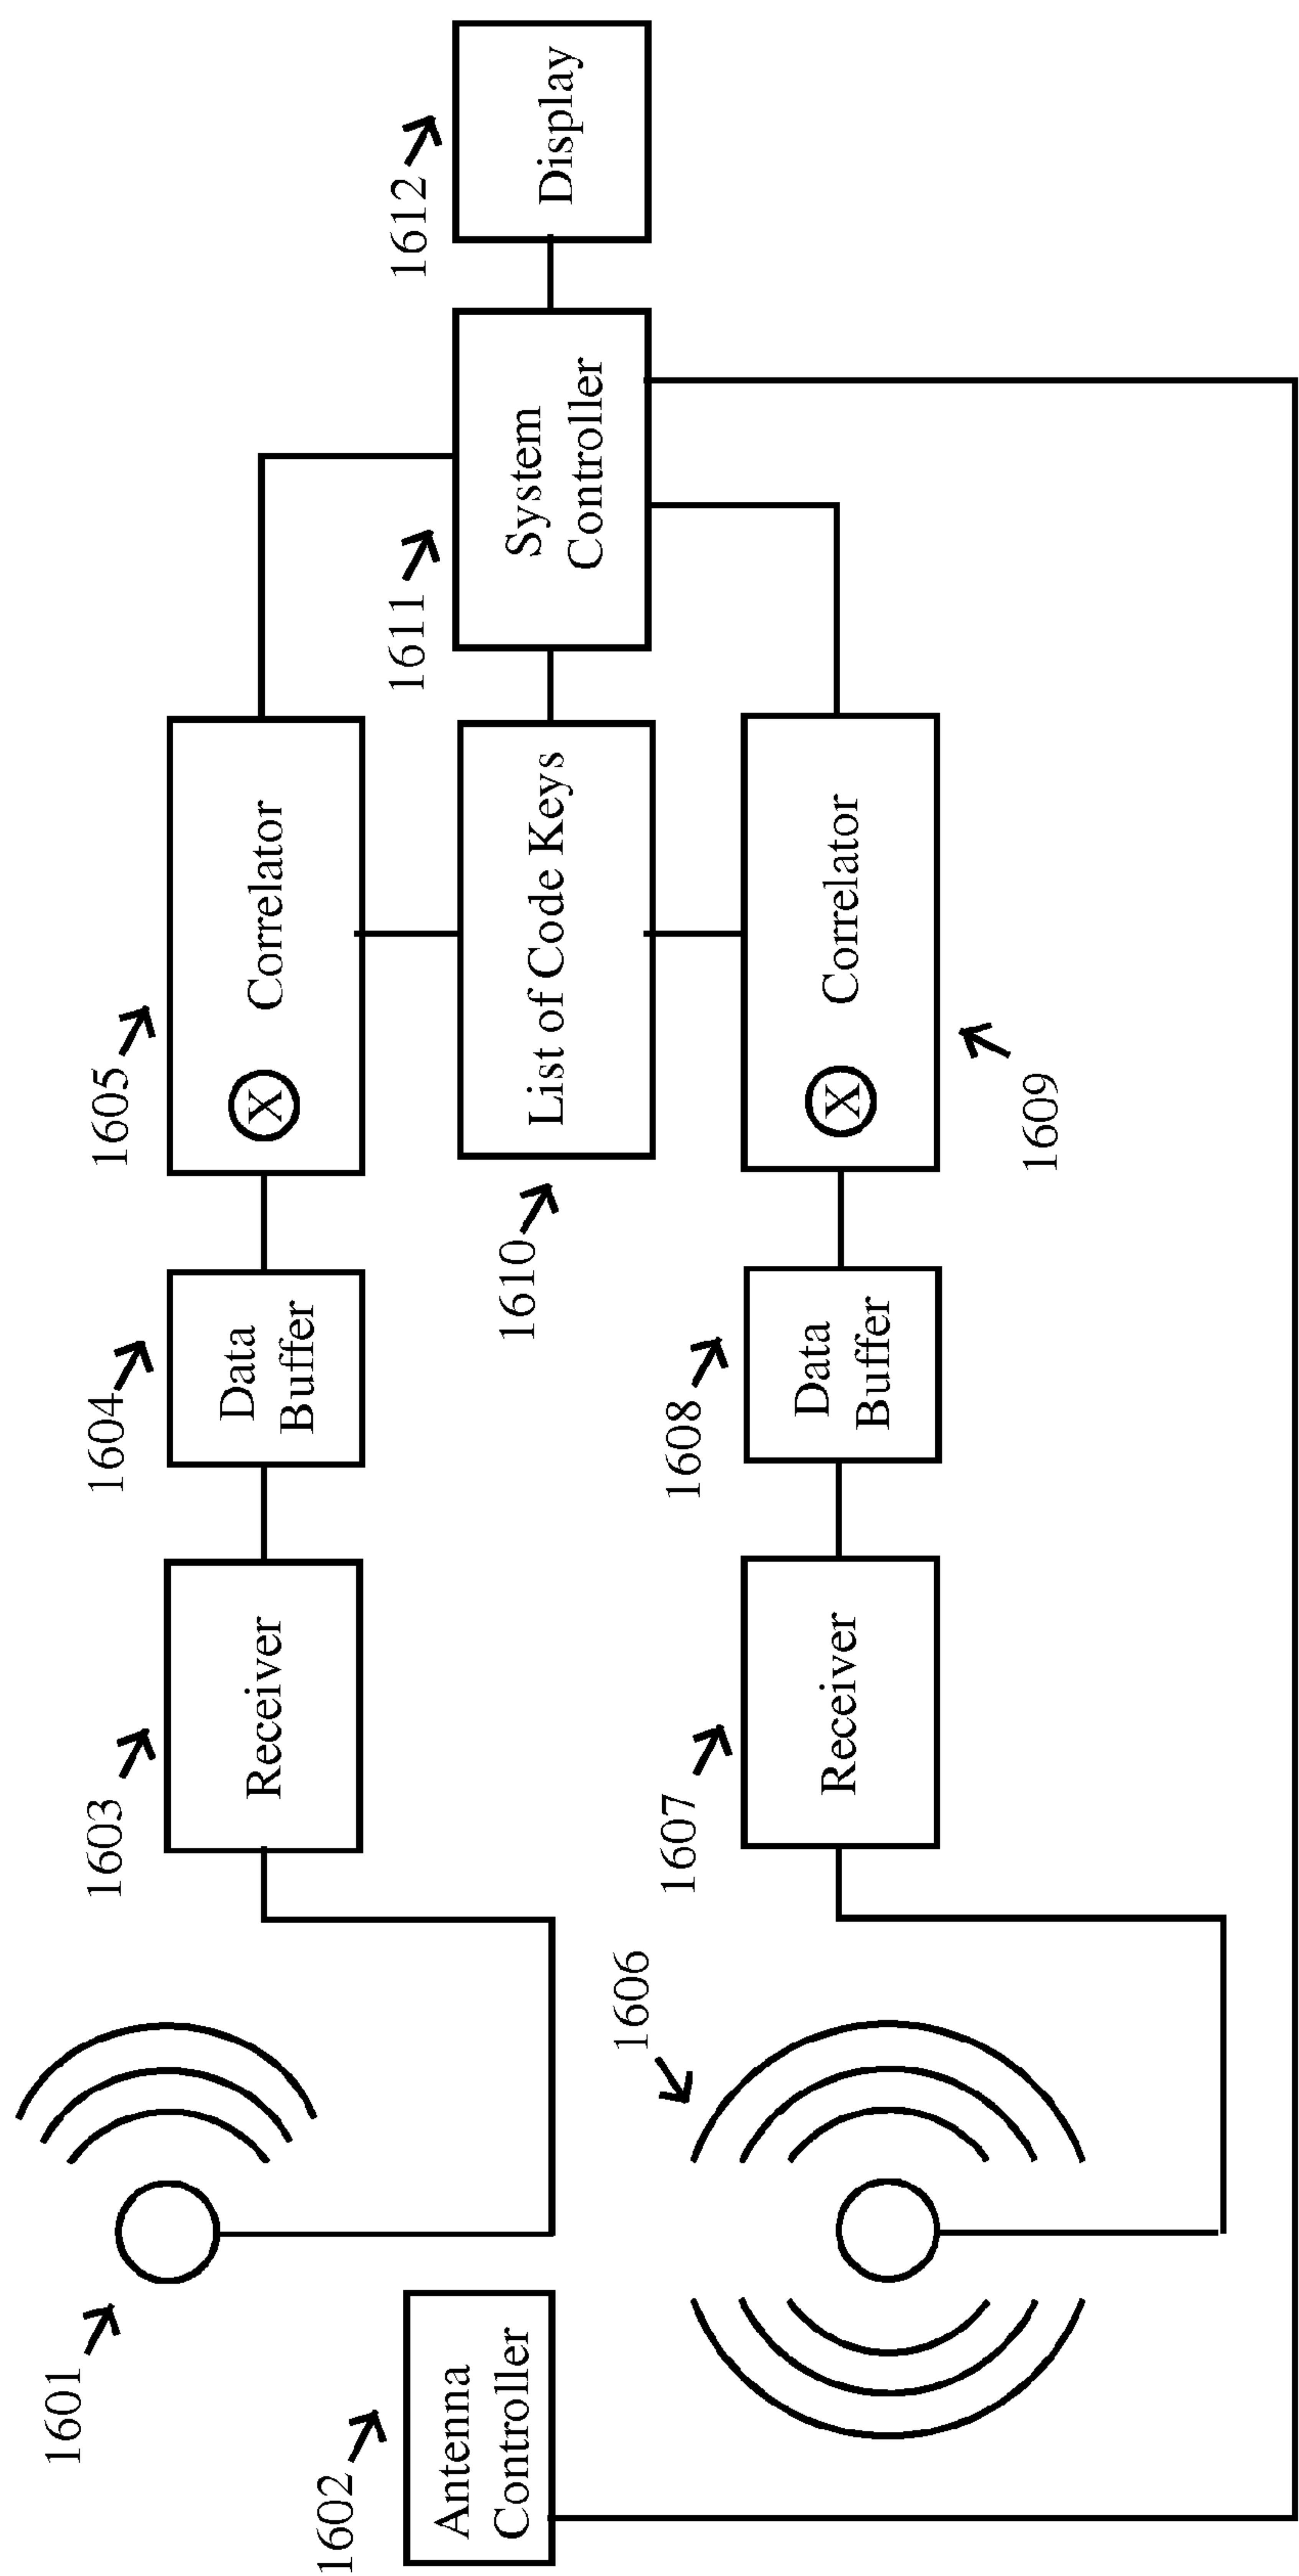 1601
1602
Antenna
Controller
1603
Receiver
1604
Data
Buffer
1605
X
Correlator
1606
1607
Receiver
1608
Data
Buffer
1609
X
Correlator
1610
List of Code Keys
1611
System
Controller
1612
Display